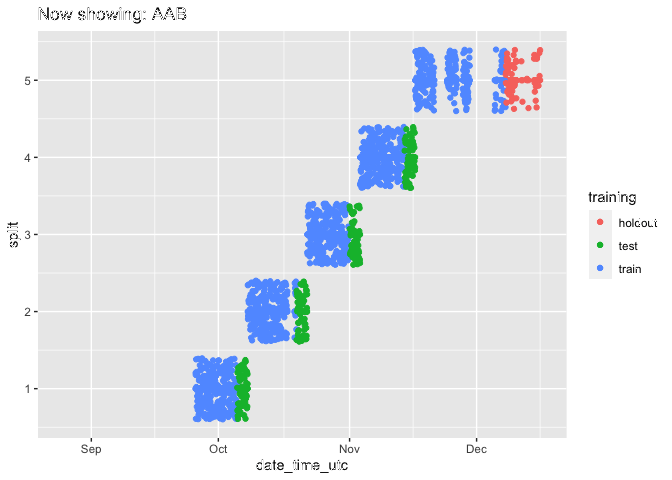 Now showing: AAB
5
4
3
2
1
split
Sep Oct Nov Dec
date_time_utc
training
holdout
test
train